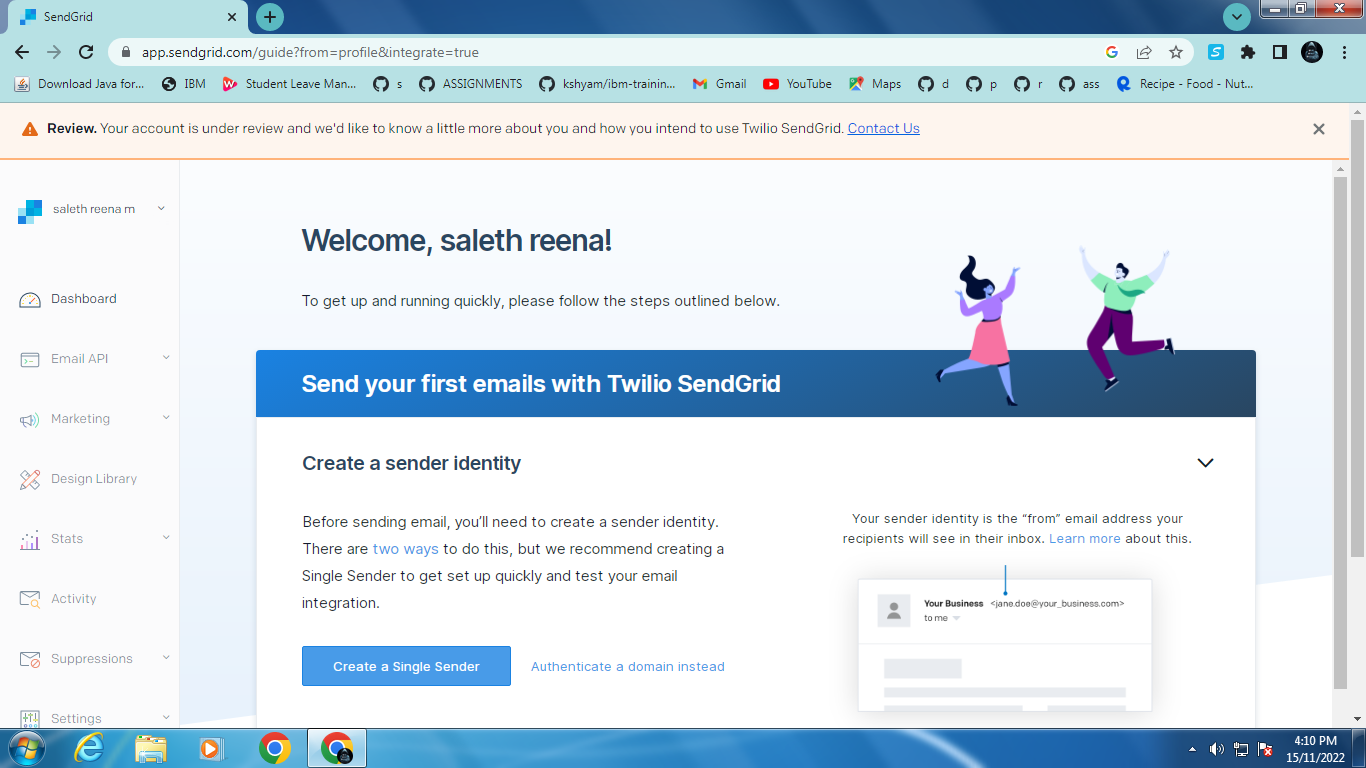 SendGrid
app.sendgrid.com/guide?from=profile&integrate=true
Download Java for... IBM Student Leave Man... s ASSIGNMENTS kshyam/ibm-trainin... Gmail YouTube Maps d p r ass Recipe - Food - Nut...
Review. Your account is under review and we'd like to know a little more about you and how you intend to use Twilio SendGrid. Contact Us
saleth reena m
Dashboard
Email API
Marketing
Design Library
Stats
Activity
Suppressions
Settings
Welcome, saleth reena!
To get up and running quickly, please follow the steps outlined below.
Send your first emails with Twilio SendGrid
Create a sender identity
Before sending email, you’ll need to create a sender identity.
There are two ways to do this, but we recommend creating a
Single Sender to get set up quickly and test your email
integration.
Create a Single Sender Authenticate a domain instead
Your sender identity is the “from” email address your
recipients will see in their inbox. Learn more about this.
Your Business <jane.doe@your_business.com>
to me
4:10 PM
15/11/2022